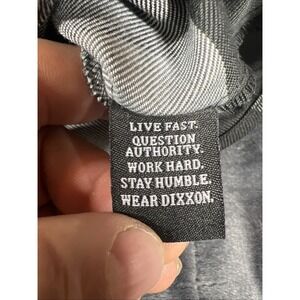 LIVE FAST.
QUESTION
AUTHORITY.
WORK HARD.
STAY HUMBLE.
WEAR DIXXON.